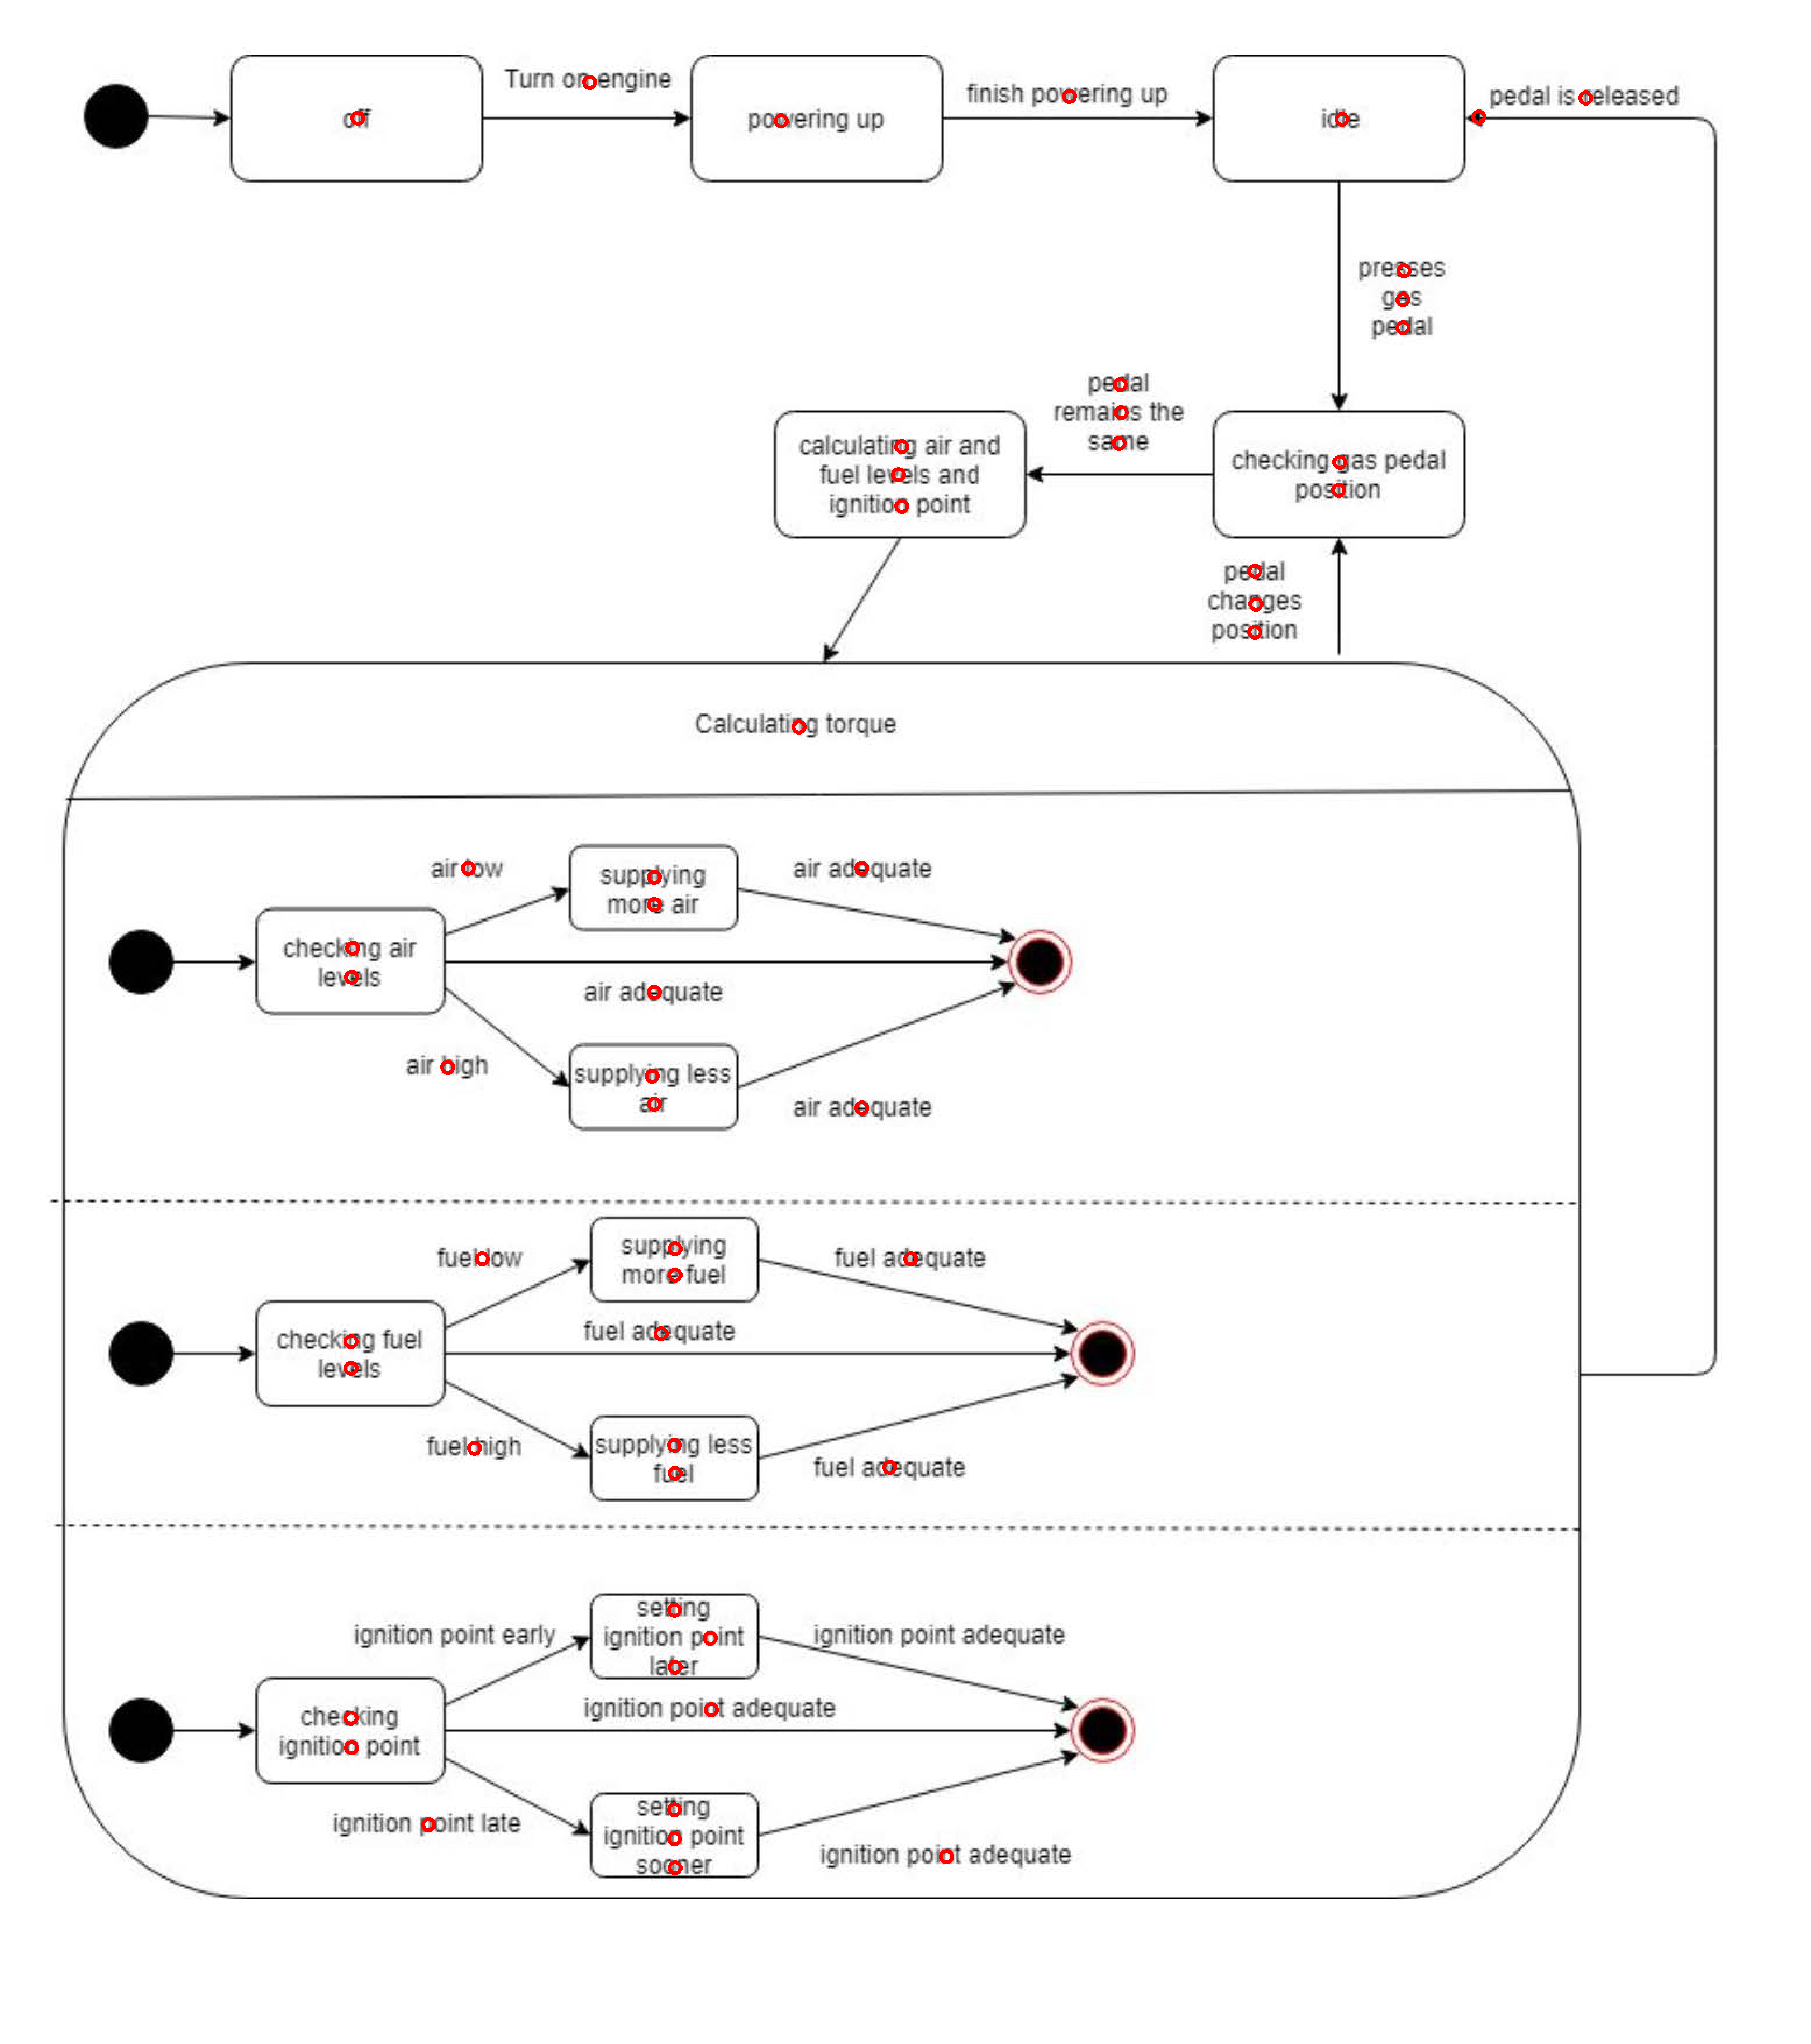 off
Turn on engine
powering up
finish powering up
idle
pedal is released
presses
gas
pedal
pedal
remains the
same
calculating air and
fuel levels and
ignition point
checking gas pedal
position
pedal
changes
position
Calculating torque
air low
supplying
more air
air adequate
checking air
levels
air adequate
air high
supplying less
air
air adequate
fuel low
supplying
more fuel
fuel adequate
checking fuel
levels
fuel adequate
fuel high
supplying less
fuel
fuel adequate
ignition point early
setting
ignition point
later
ignition point adequate
checking
ignition point
ignition point adequate
ignition point late
setting
ignition point
sooner
ignition point adequate